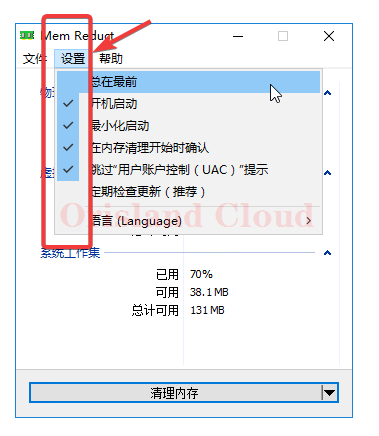 Mem Reduct
文件 设置 帮助
总在最前
开机启动
最小化启动
在内存清理开始时确认
跳过“用户账户控制（UAC）”提示
定期检查更新（推荐）
语言 (Language)
Orisland Cloud
系统工作集
已用 70%
可用 38.1 MB
总计可用 131 MB
清理内存